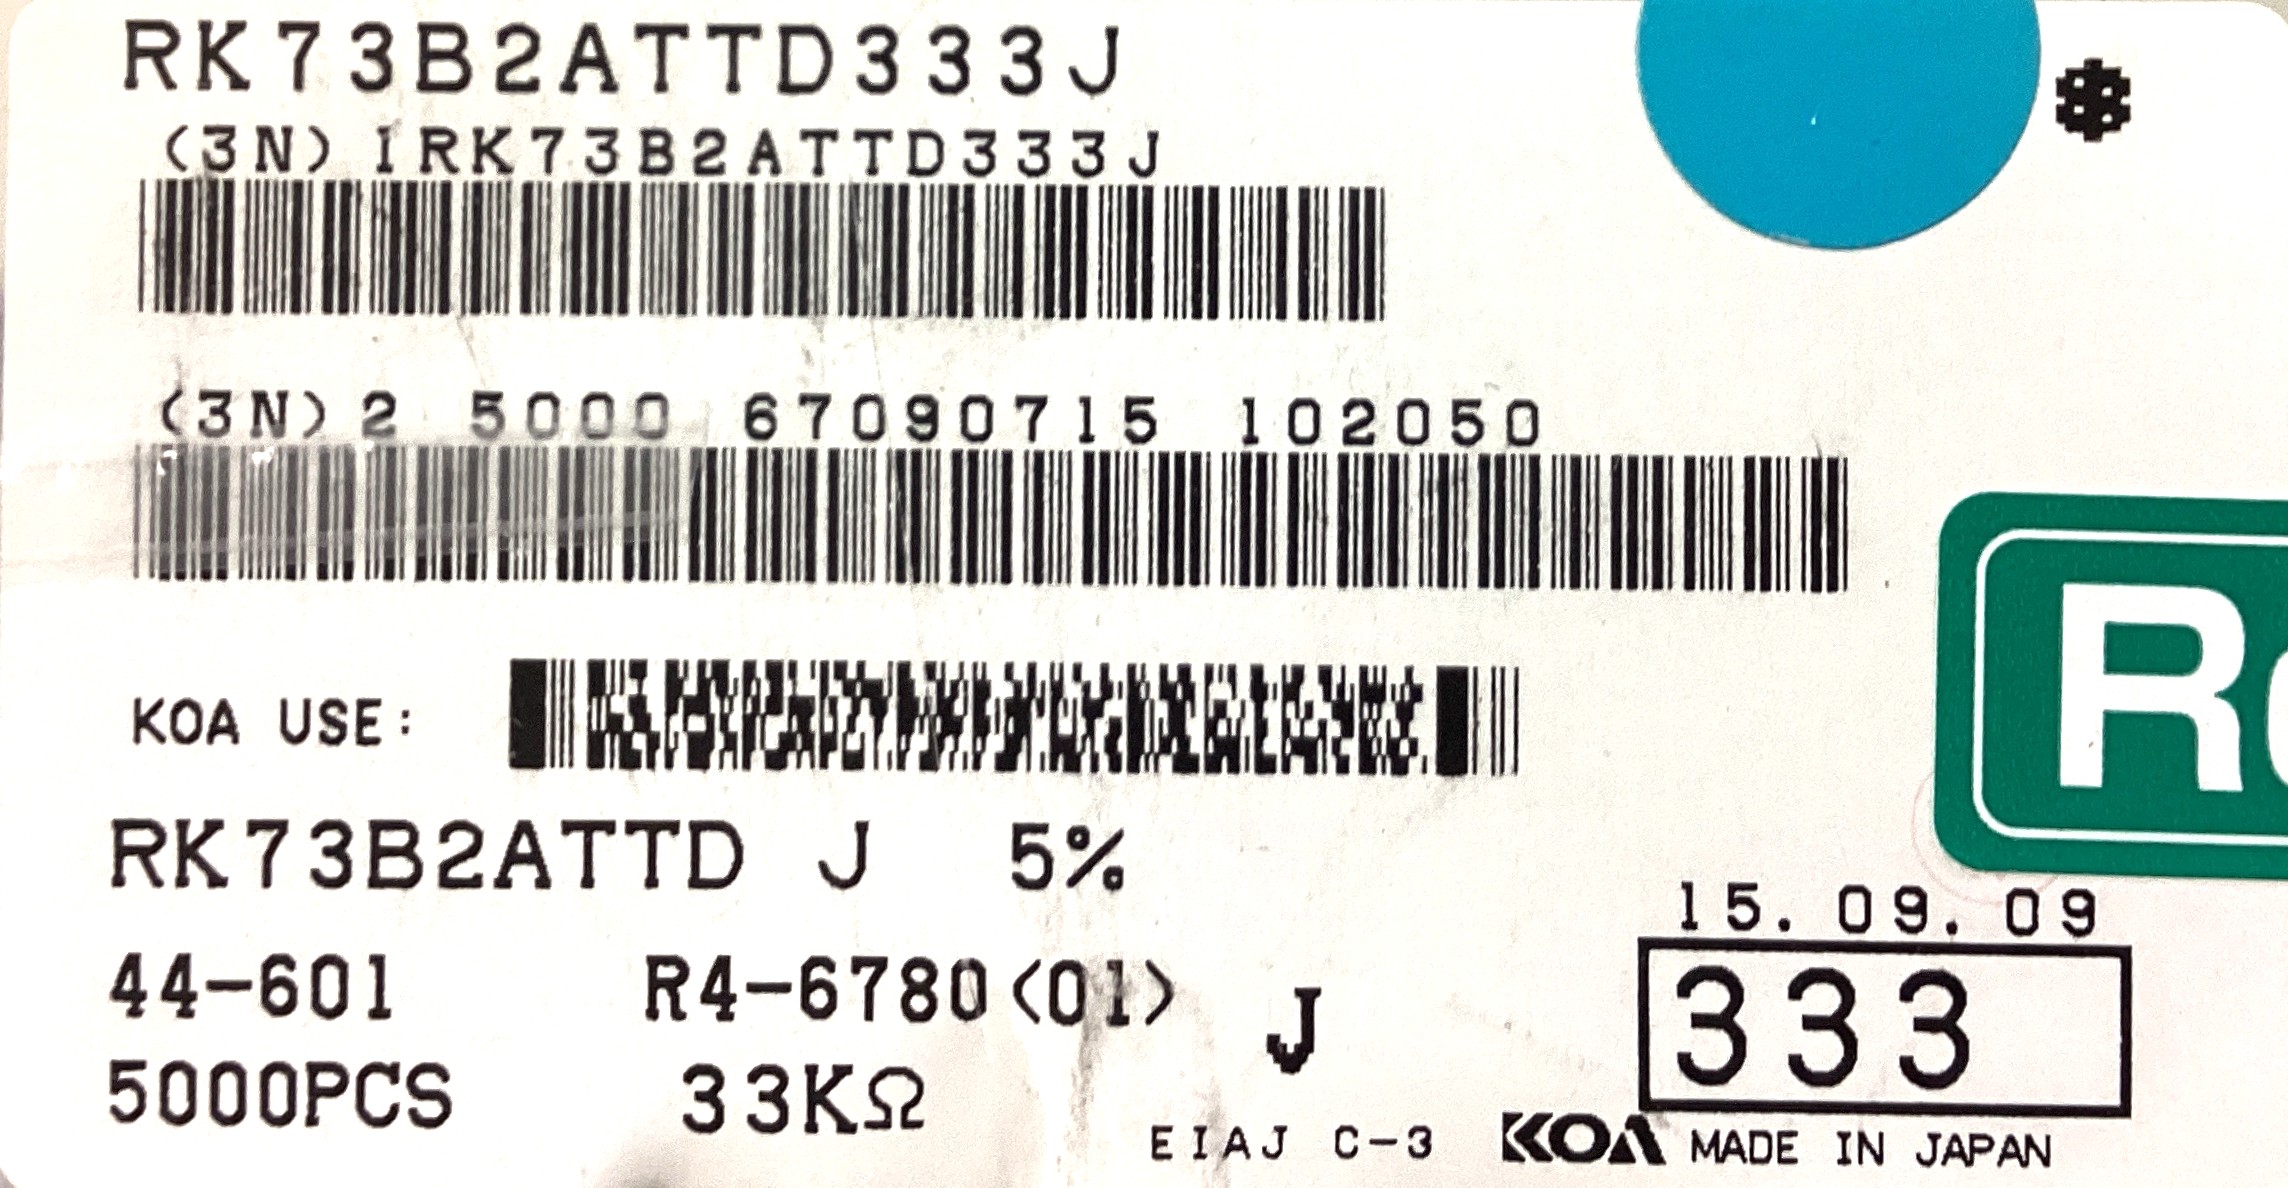 RK73B2ATTD333J
(3N)IRK73B2ATTD333J
(3N)2 5000 67090715 102050
KOA USE:
RK73B2ATTD J 5%
15.09.09
44-601 R4-6780<01> J
333
5000PCS 33KΩ
EIAJ C-3 KOA MADE IN JAPAN